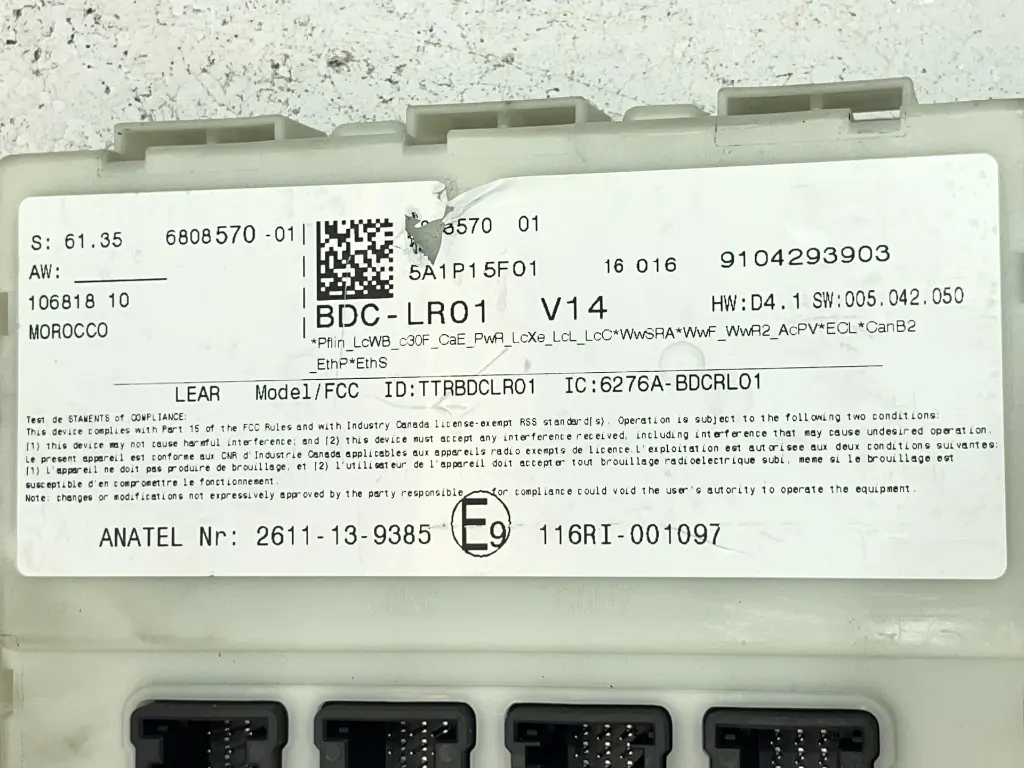 S: 61.35 6808570-01 3570 01
AW:
5A1P15F01 16 016 9104293903
106818 10
BDC-LR01 V14 HW:D4.1 SW:005.042.050
MOROCCO
*Pflin_LcWB_c30F_CaE_PwR_LcXe_LcL_LcC*WwSRA*WwF_WwR2_AcPV*ECL*CanB2
_EthP*EthS
LEAR Model/FCC ID:TTRBDCLR01 IC:6276A-BDCRL01
Test de STAMENTS of COMPLIANCE:
This device complies with Part 15 of the FCC Rules and with Industry Canada license-exempt RSS standard(s). Operation is subject to the following two conditions:
(1) this device may not cause harmful interference; and (2) this device must accept any interference received, including interference that may cause undesired operation.
Le present appareil est conforme aux CNR d'Industrie Canada applicables aux appareils radio exempts de licence.L'exploitation est autorisee aux deux conditions suivantes:
(1) L'appareil ne doit pas produire de brouillage, et (2) l'utilisateur de l'appareil doit accepter tout brouillage radioelectrique subi, meme si le brouillage est
susceptible d'en compromettre le fonctionnement.
Note: changes or modifications not expressively approved by the party responsible for compliance could void the user's authority to operate the equipment.
ANATEL Nr: 2611-13-9385 E9 116RI-001097